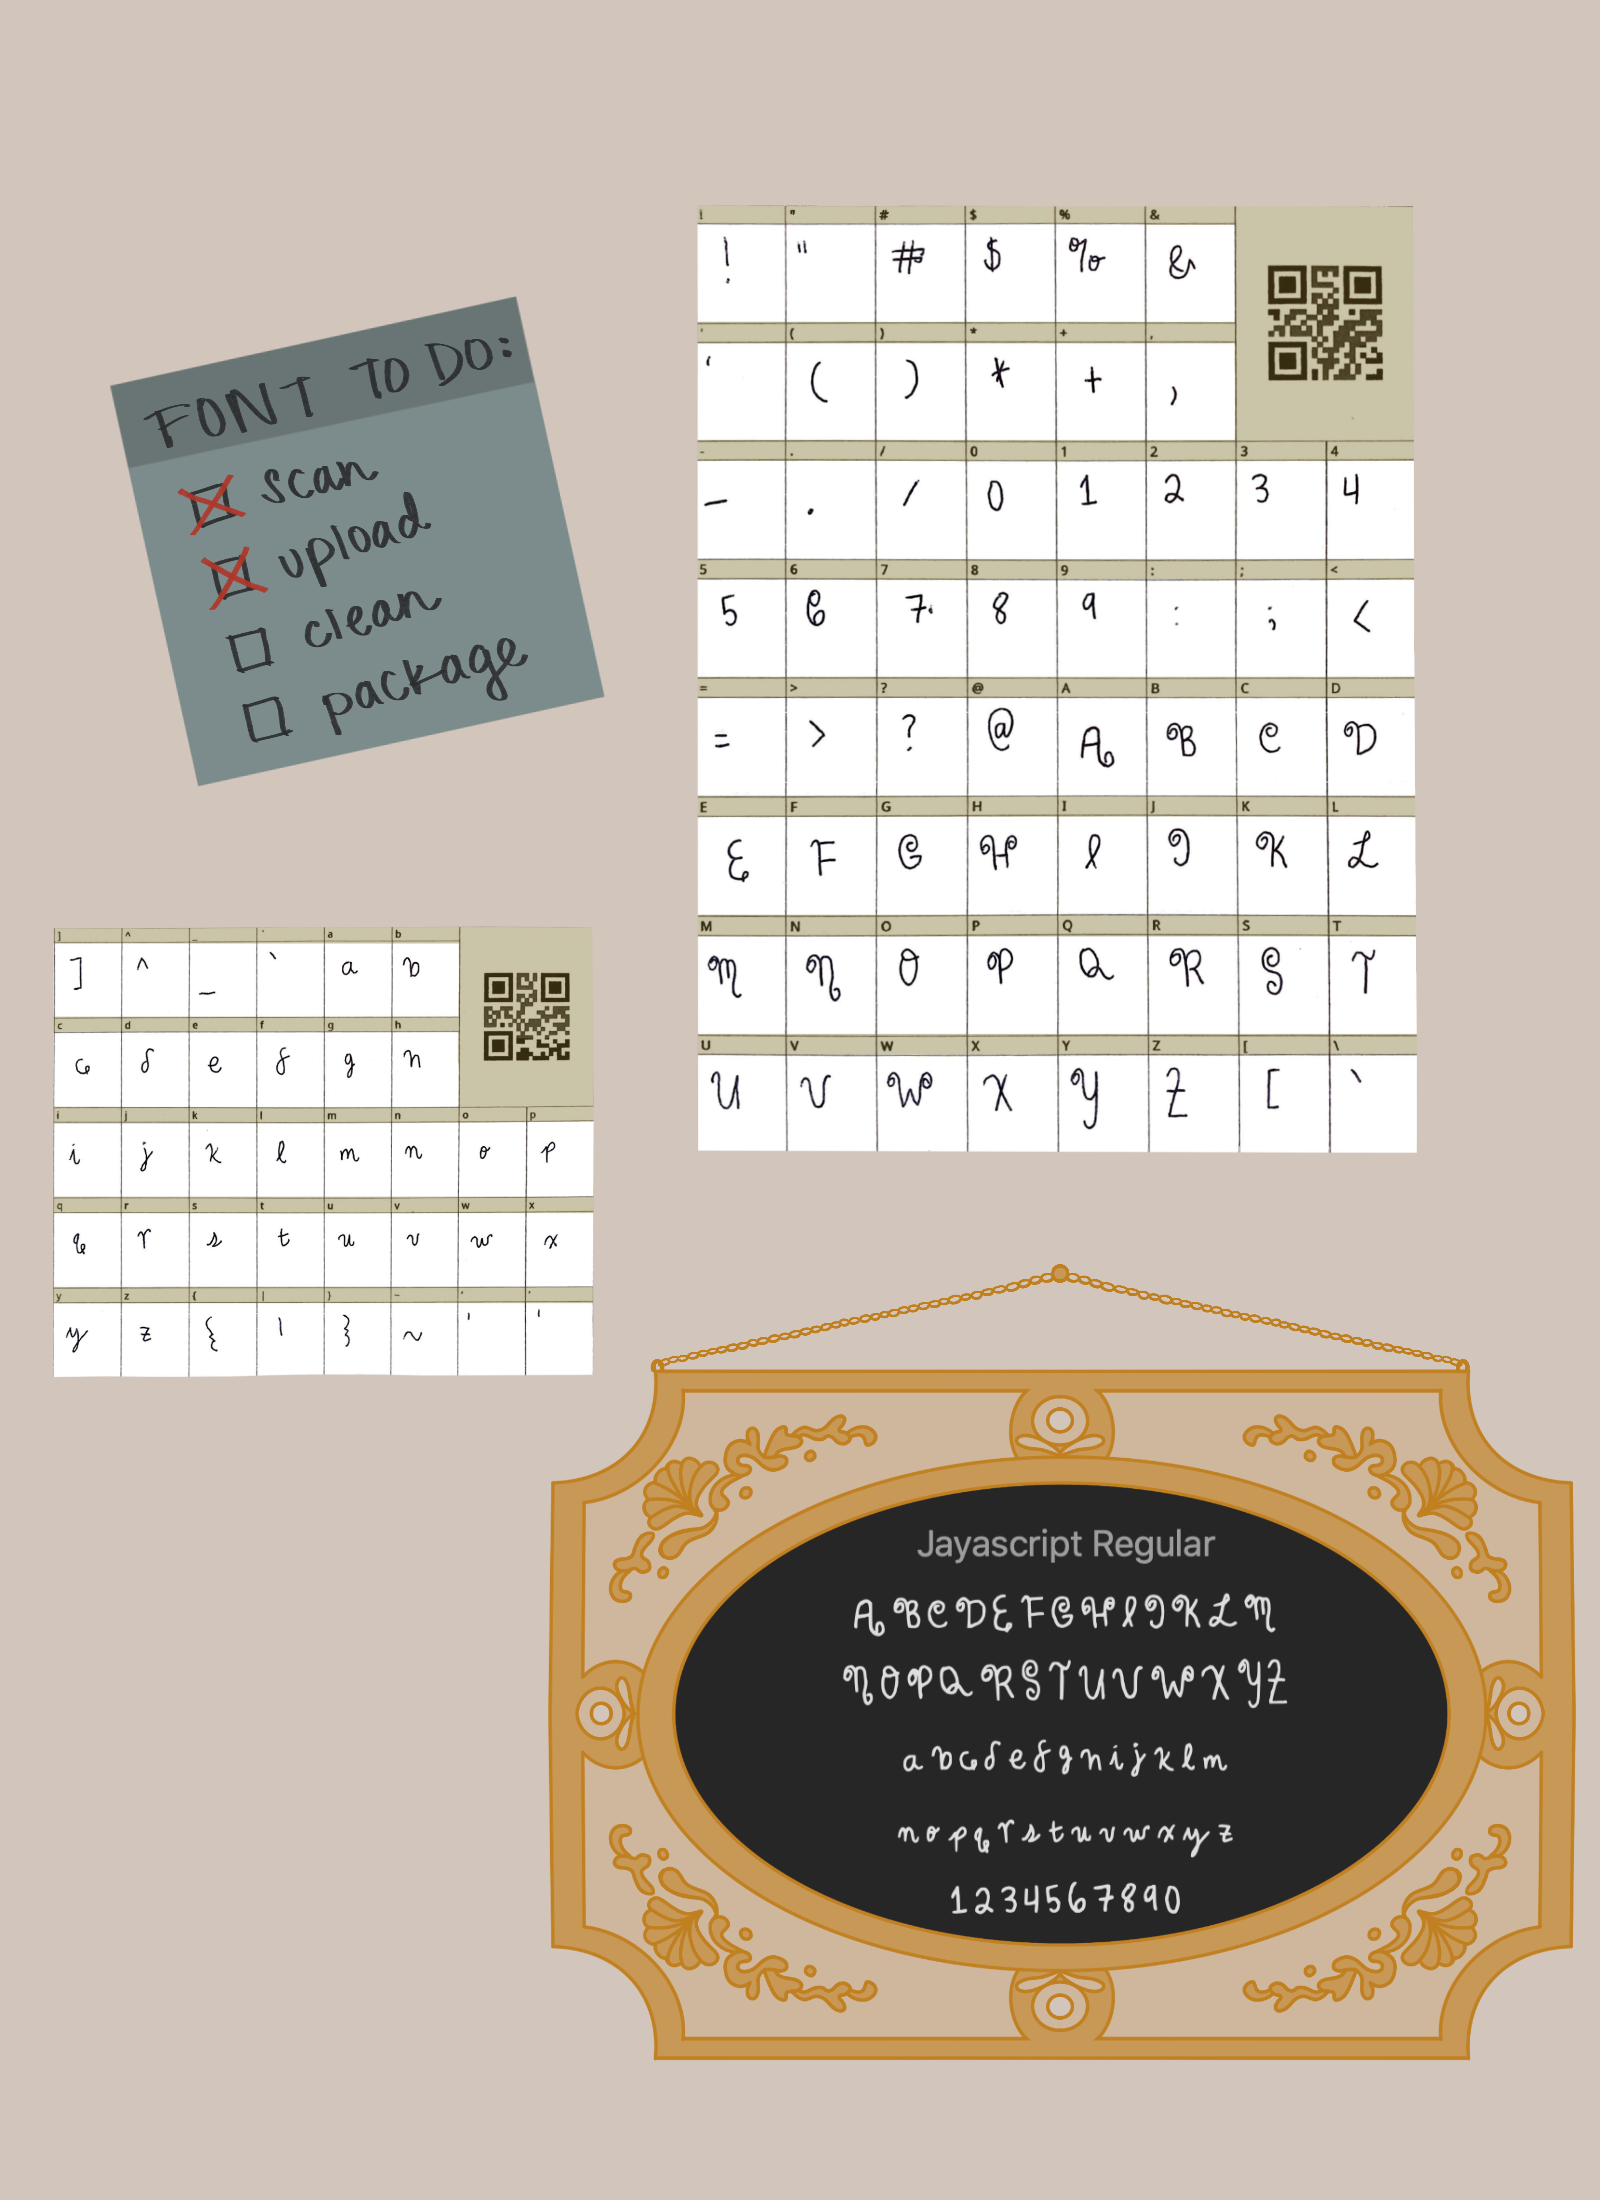 FONT TO DO:
scan
upload
clean
package
! " # $ % &
! " # $ % &
' ( ) * + ,
' ( ) * + ,
- . / 0 1 2 3 4
- . / 0 1 2 3 4
5 6 7 8 9 : ; <
5 6 7 8 9 : ; <
= > ? @ A B C D
= > ? @ A B C D
E F G H I J K L
E F G H I J K L
M N O P Q R S T
M N O P Q R S T
U V W X Y Z [ \
U V W X Y Z [ \
] ^ _ ` a b
] ^ _ ` a b
c d e f g h
c d e f g h
i j k l m n o p
i j k l m n o p
q r s t u v w x
q r s t u v w x
y z { | } ~ ' '
y z { | } ~ ' '
Jayascript Regular
ABCDEFGHIJKLM
NOPQRSTUVWXYZ
abcdefghijklm
nopqrstuvwxyz
1234567890